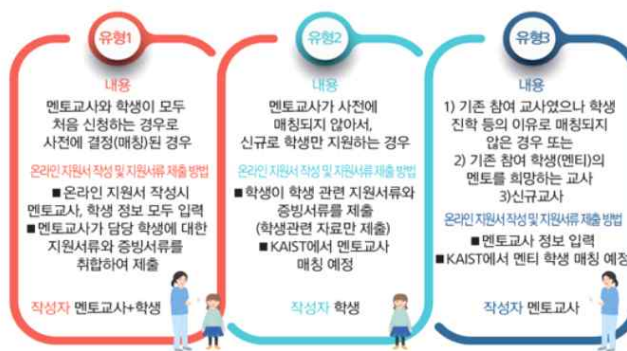 유형1
내용
멘토교사와 학생이 모두
처음 신청하는 경우로
사전에 결정(매칭)된 경우
온라인 지원서 작성 및 지원서류 제출 방법
■ 온라인 지원서 작성시
멘토교사, 학생 정보 모두 입력
■ 멘토교사가 담당 학생에 대한
지원서류와 증빙서류를
취합하여 제출
작성자 멘토교사+학생
유형2
내용
멘토교사가 사전에
매칭되지 않아서,
신규로 학생만 지원하는 경우
온라인 지원서 작성 및 지원서류 제출 방법
■ 학생이 학생 관련 지원서류와
증빙서류를 제출
(학생관련 자료만 제출)
■ KAIST에서 멘토교사
매칭 예정
작성자 학생
유형3
내용
1) 기존 참여 교사였으나 학생
진학 등의 이유로 매칭되지
않은 경우 또는
2) 기존 참여 학생(멘티)의
멘토를 희망하는 교사
3)신규교사
온라인 지원서 작성 및 지원서류 제출 방법
■ 멘토교사 정보 입력
■ KAIST에서 멘티 학생 매칭 예정
작성자 멘토교사